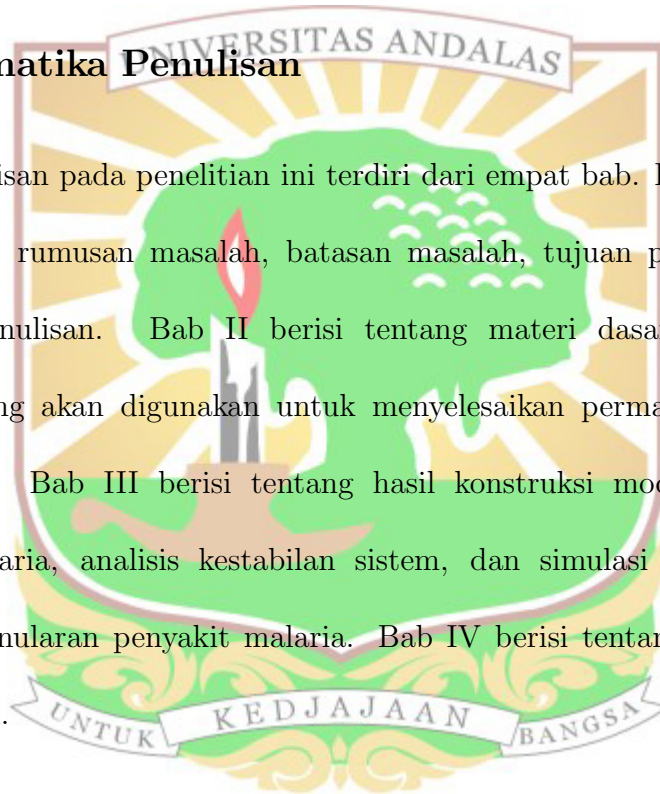 UNIVERSITAS ANDALAS
matika Penulisan
isan pada penelitian ini terdiri dari empat bab.
rumusan masalah, batasan masalah, tujuan p
nulisan. Bab II berisi tentang materi dasa
ng akan digunakan untuk menyelesaikan perma
Bab III berisi tentang hasil konstruksi mo
aria, analisis kestabilan sistem, dan simulasi
nularan penyakit malaria. Bab IV berisi tentan
.
UNTUK KEDJAJAAN BANGSA